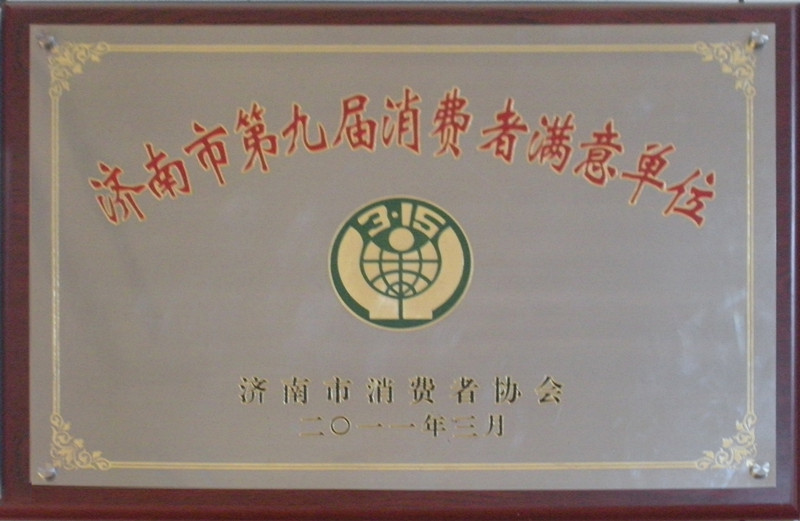 济南市第九届消费者满意单位
3·15
济南市消费者协会
二〇一一年三月